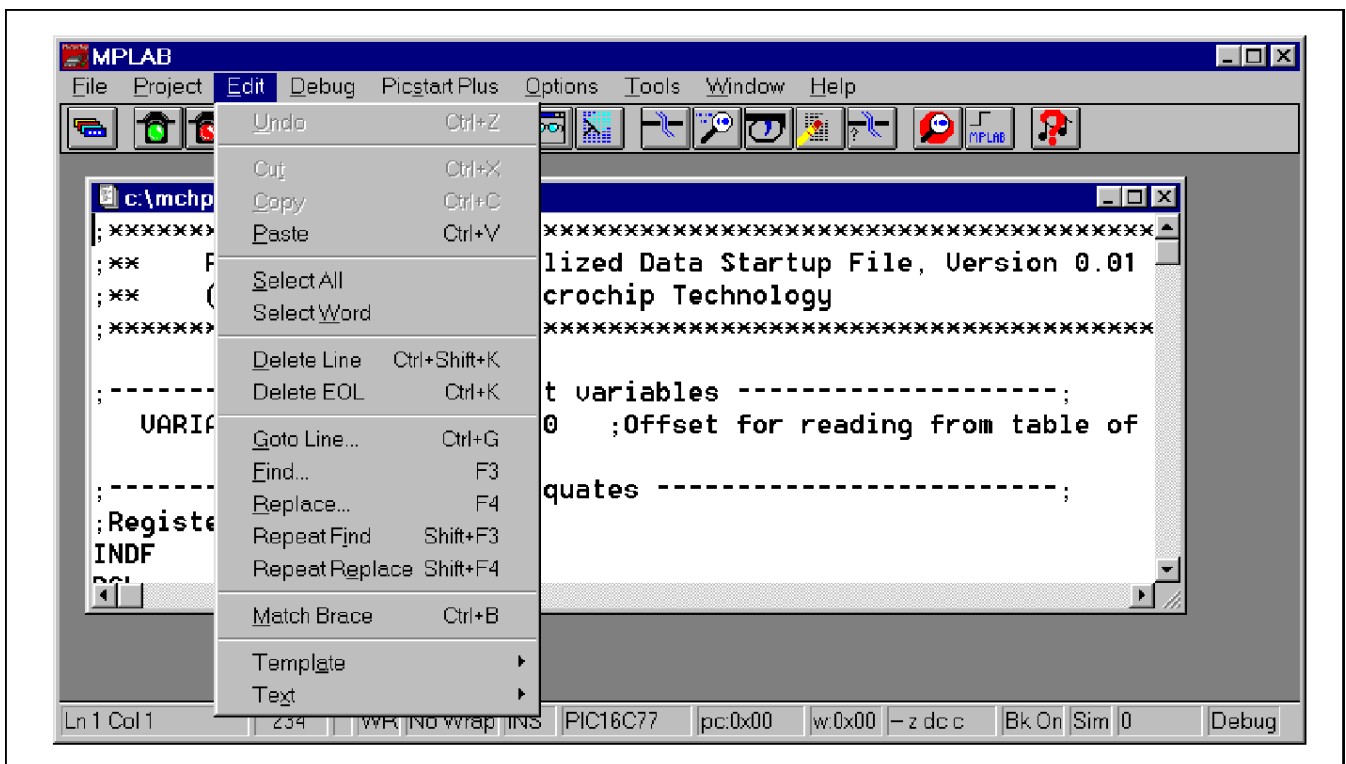 MPLAB
File Project Edit Debug Picstart Plus Options Tools Window Help
MPLAB
Undo Ctrl+Z
Cut Ctrl+X
Copy Ctrl+C
Paste Ctrl+V
Select All
Select Word
Delete Line Ctrl+Shift+K
Delete EOL Ctrl+K
Goto Line... Ctrl+G
Find... F3
Replace... F4
Repeat Find Shift+F3
Repeat Replace Shift+F4
Match Brace Ctrl+B
Template
Text
c:\mchp
;******* **************************************
;** lized Data Startup File, Version 0.01
;** ( crochip Technology
;******* **************************************
;-------- t variables --------------------;
0 ;Offset for reading from table of
;-------- quates -------------------------;
;Registe
INDF
Ln 1 Col 1 234 WR No Wrap INS PIC16C77 pc:0x00 w:0x00 – z dc c Bk On Sim 0 Debug